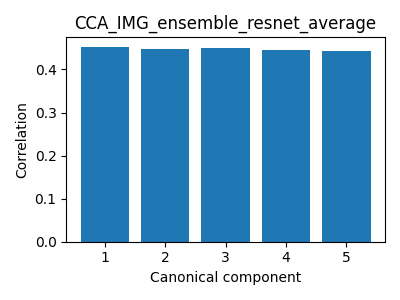 CCA_IMG_ensemble_resnet_average
Correlation
0.4
0.3
0.2
0.1
0.0
1 2 3 4 5
Canonical component